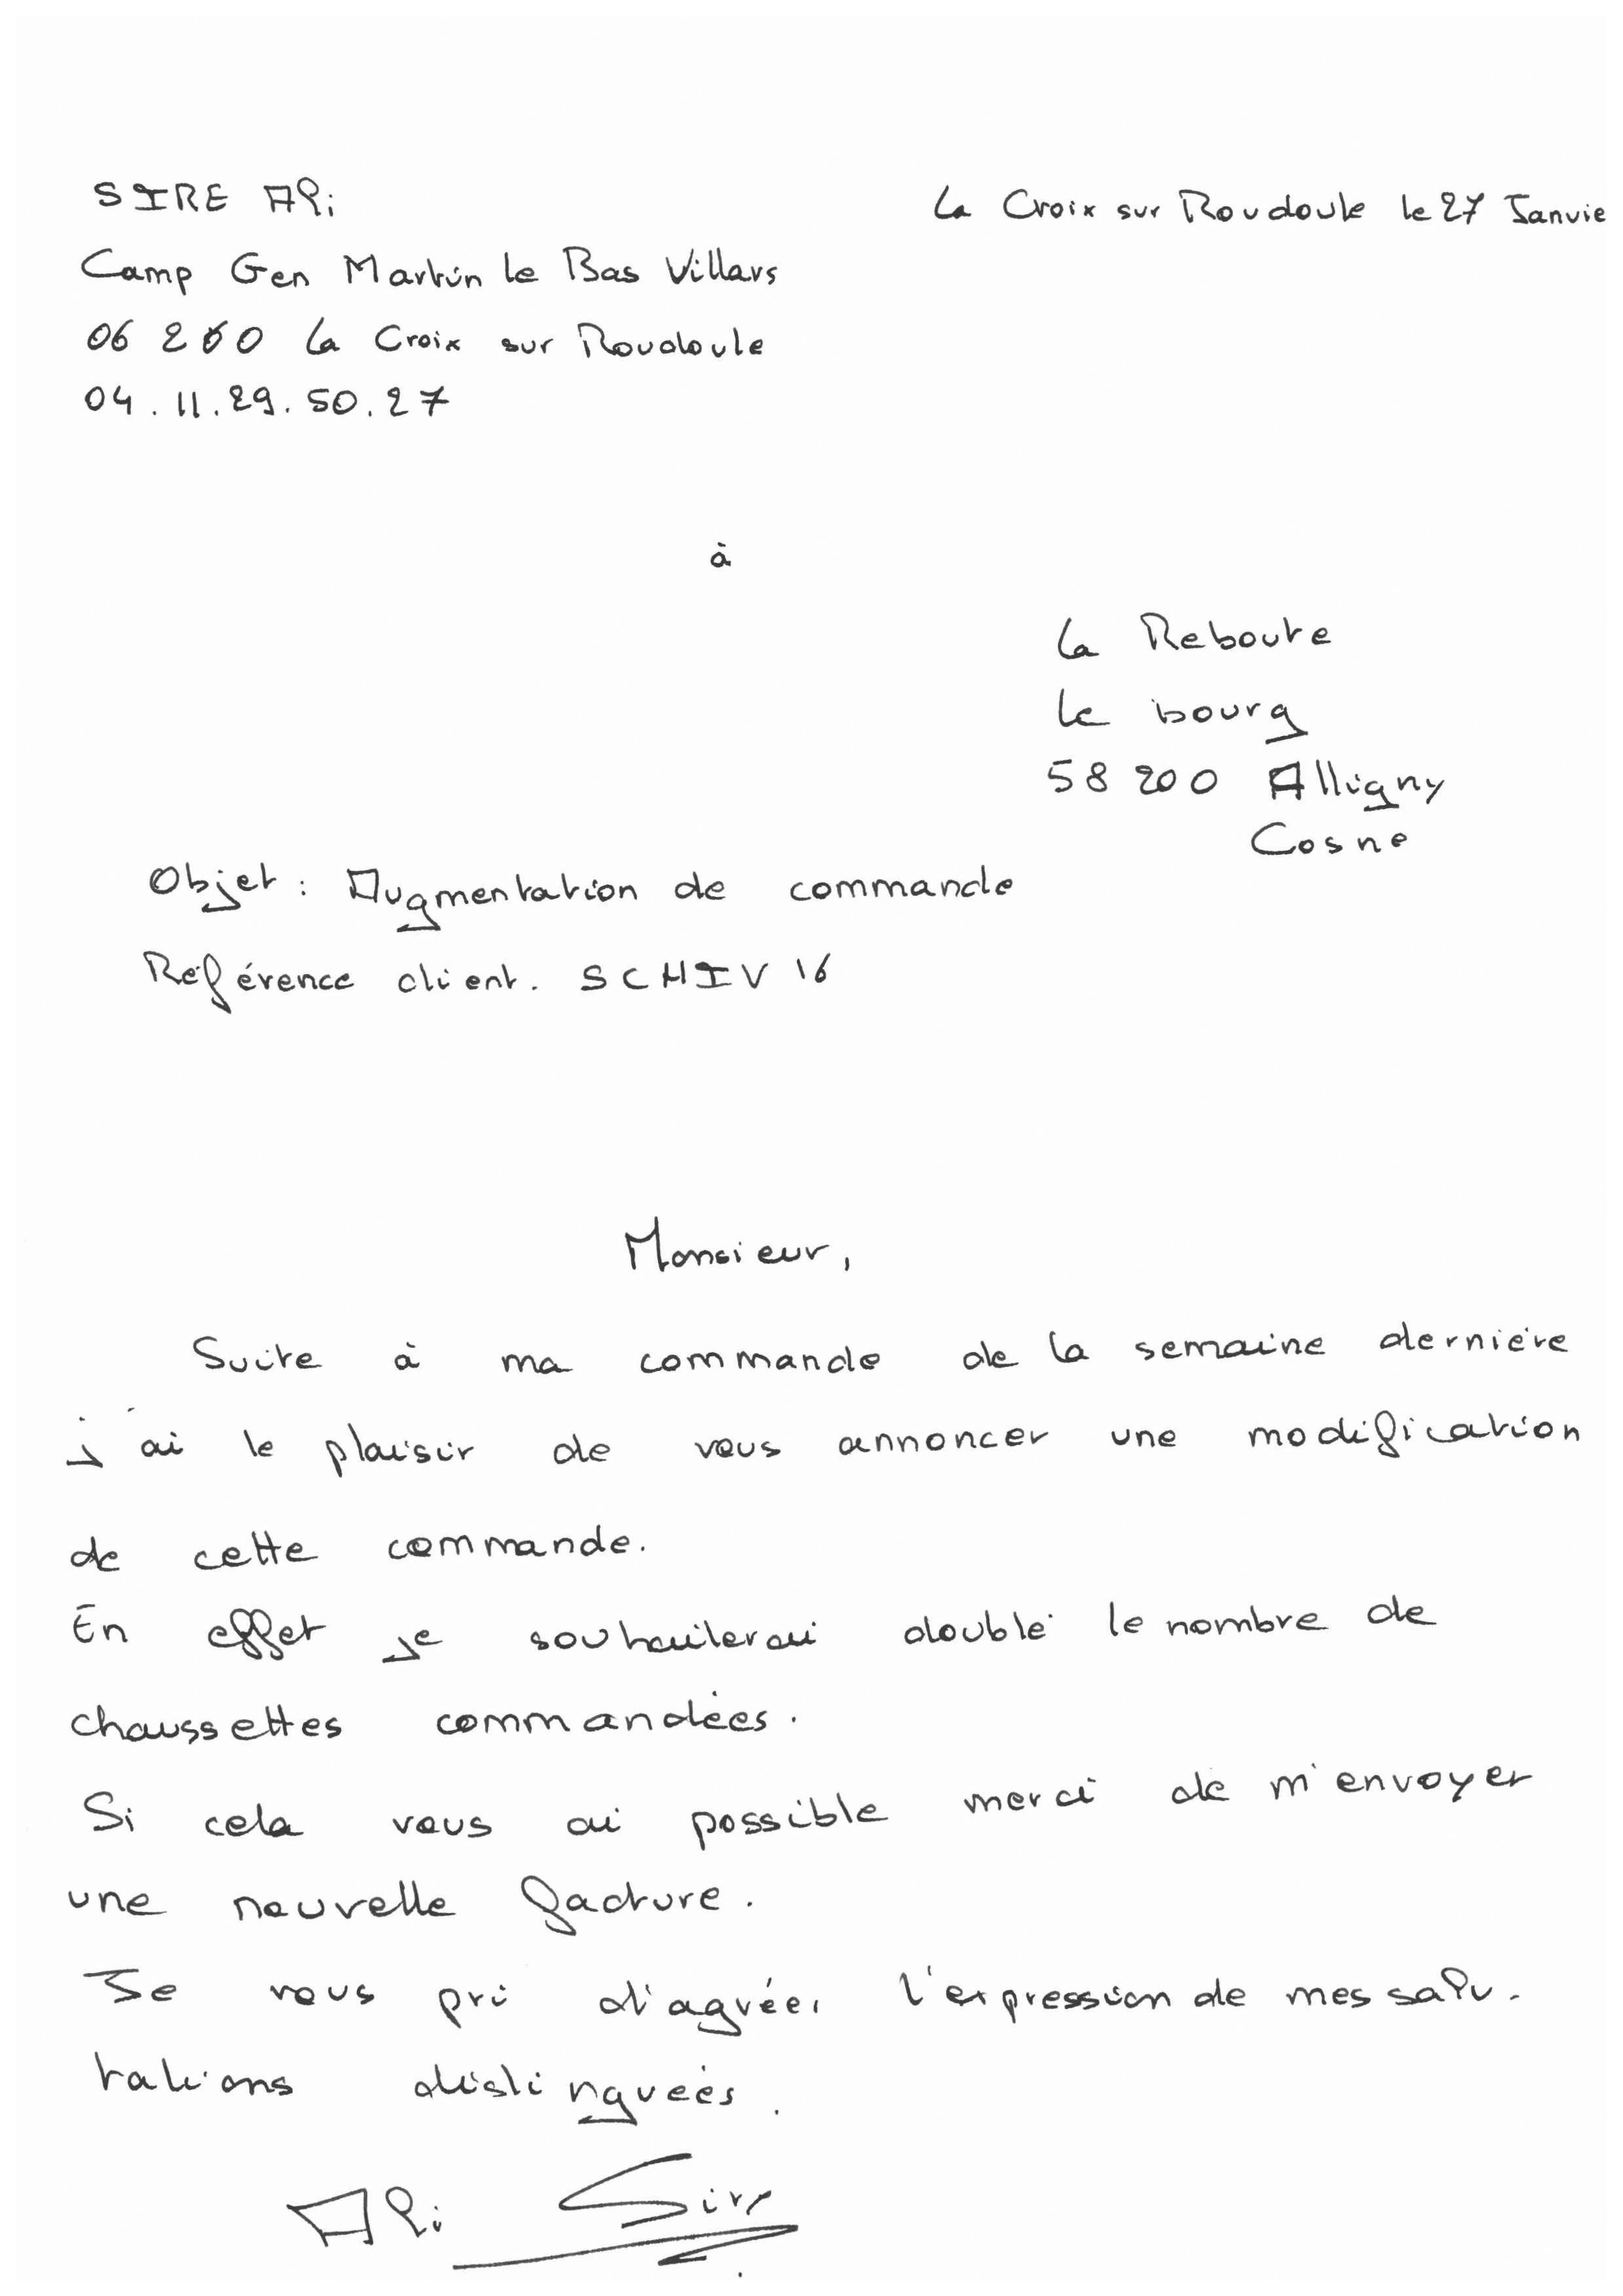 SIRE Ali
La Croix sur Roudoule le 27 Janvie
Camp Gen Martin le Bas Villars
06 260 La Croix sur Roudoule
04.11.29.50.27
à
La Reboute
le bourg
58 200 Alligny
Cosne
Objet : Augmentation de commande
Référence client. SCHIV 16
Monsieur,
Suite à ma commande de la semaine dernière
j'ai le plaisir de vous annoncer une modification
de cette commande.
En effet je souhaiterai doublé le nombre de
chaussettes commandées.
Si cela vous ai possible merci de m'envoyer
une nouvelle facture.
Je vous pri d'agréer l'expression de mes salu-
tations distinguées.
Ali Sire